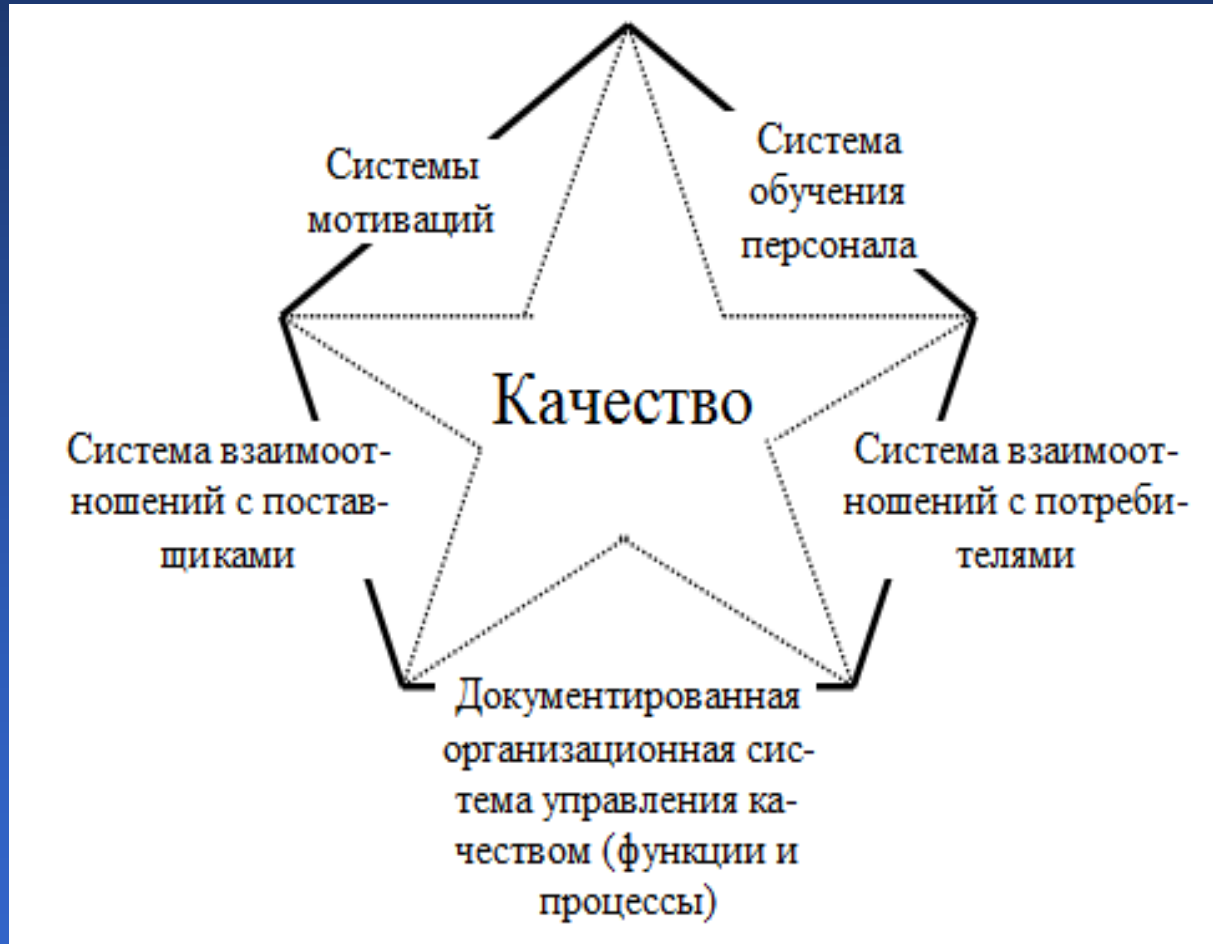 Системы
мотиваций
Система
обучения
персонала
Качество
Система взаимоот-
ношений с постав-
щиками
Система взаимоот-
ношений с потреби-
телями
Документированная
организационная сис-
тема управления ка-
чеством (функции и
процессы)